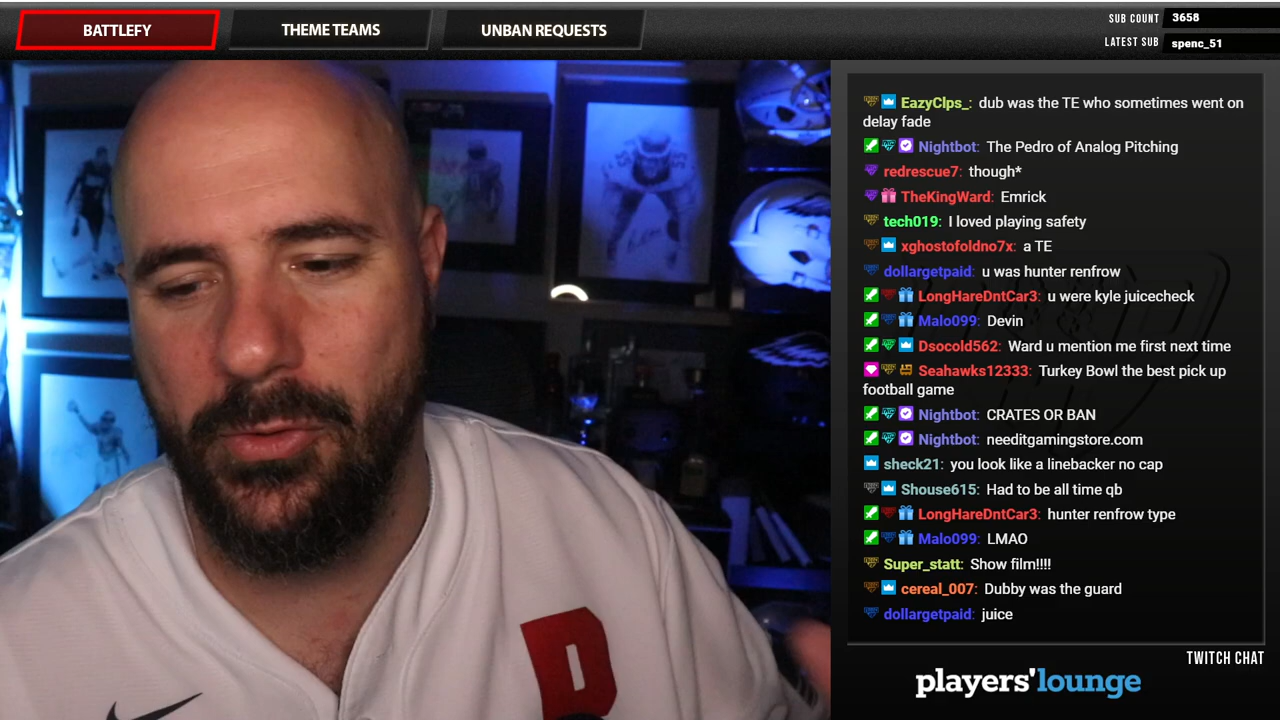 BATTLEFY
THEME TEAMS
UNBAN REQUESTS
SUB COUNT 3658
LATEST SUB spenc_51
EazyClps_: dub was the TE who sometimes went on
delay fade
Nightbot: The Pedro of Analog Pitching
redrescue7: though*
TheKingWard: Emrick
tech019: I loved playing safety
xghostofoldno7x: a TE
dollargetpaid: u was hunter renfrow
LongHareDntCar3: u were kyle juicecheck
Malo099: Devin
Dsocold562: Ward u mention me first next time
Seahawks12333: Turkey Bowl the best pick up
football game
Nightbot: CRATES OR BAN
Nightbot: needitgamingstore.com
sheck21: you look like a linebacker no cap
Shouse615: Had to be all time qb
LongHareDntCar3: hunter renfrow type
Malo099: LMAO
Super_statt: Show film!!!!
cereal_007: Dubby was the guard
dollargetpaid: juice
TWITCH CHAT
players'lounge
D